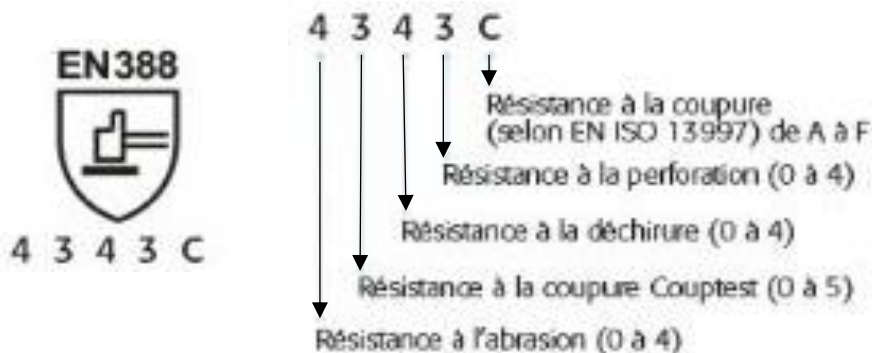 4 3 4 3 C
EN388
Résistance à la coupure
(selon EN ISO 13997) de A à F
Résistance à la perforation (0 à 4)
Résistance à la déchirure (0 à 4)
4 3 4 3 C
Résistance à la coupure Couptest (0 à 5)
Résistance à l'abrasion (0 à 4)